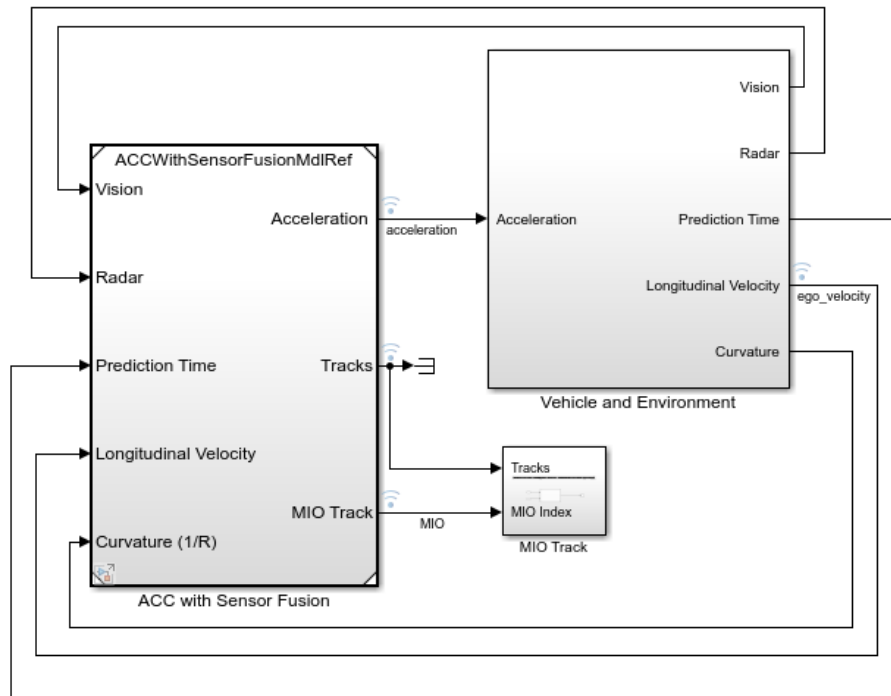 ACCWithSensorFusionMdlRef
Vision
Acceleration
Radar
Prediction Time
Tracks
Longitudinal Velocity
MIO Track
Curvature (1/R)
ACC with Sensor Fusion
acceleration
MIO
Vision
Radar
Acceleration
Prediction Time
Longitudinal Velocity
Curvature
Vehicle and Environment
ego_velocity
Tracks
MIO Index
MIO Track